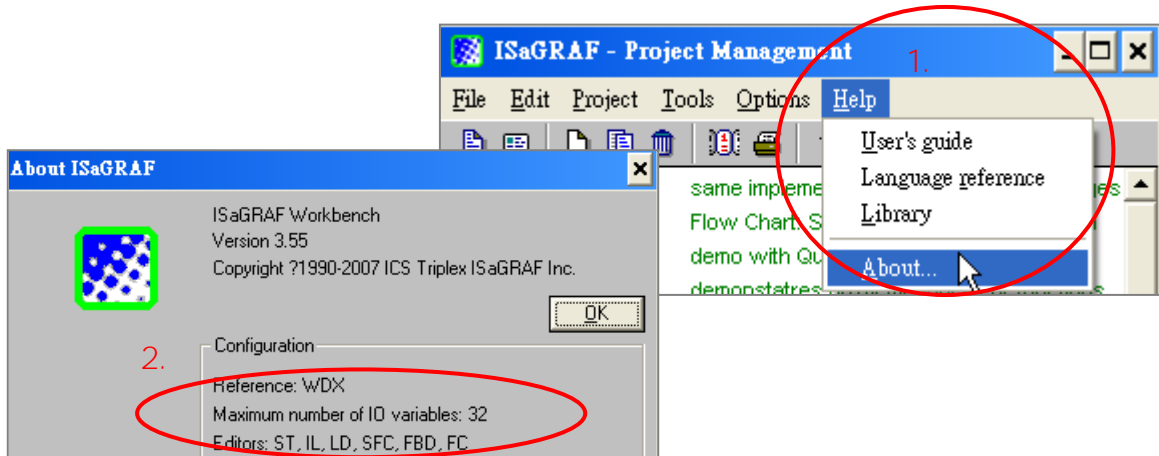 ISaGRAF - Project Management
1.
File Edit Project Tools Options Help
User's guide
Language reference
Library
About...
same impleme
Flow Chart. S
demo with Qu
demonstatres
About ISaGRAF
ISaGRAF Workbench
Version 3.55
Copyright ?1990-2007 ICS Triplex ISaGRAF Inc.
OK
2.
Configuration
Reference: WDX
Maximum number of IO variables: 32
Editors: ST, IL, LD, SFC, FBD, FC